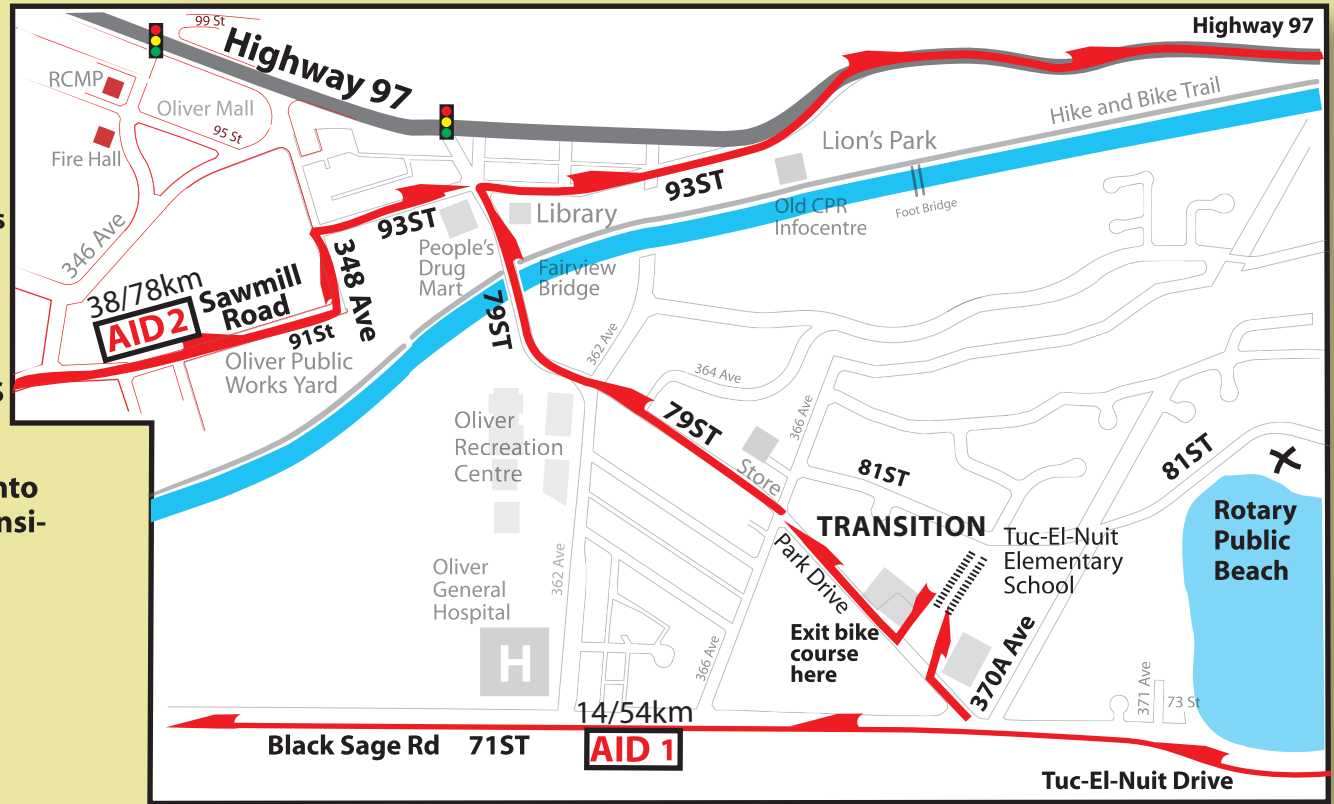 Highway 97
99 St
Highway 97
RCMP
Oliver Mall
95 St
Fire Hall
Hike and Bike Trail
Lion's Park
93ST
93ST
Library
Old CPR
Infocentre
Foot Bridge
s
346 Ave
People's
Drug
Mart
348 Ave
Fairview
Bridge
38/78km
AID 2
Sawmill
Road
91St
79ST
Oliver Public
Works Yard
362 Ave
364 Ave
366 Ave
s
79ST
Oliver
Recreation
Centre
Store
81ST
81ST
nto
nsi-
TRANSITION
Tuc-El-Nuit
Elementary
School
Rotary
Public
Beach
Park Drive
362 Ave
Oliver
General
Hospital
H
Exit bike
course
here
366 Ave
370A Ave
371 Ave
73 St
14/54km
AID 1
Black Sage Rd
71ST
Tuc-El-Nuit Drive